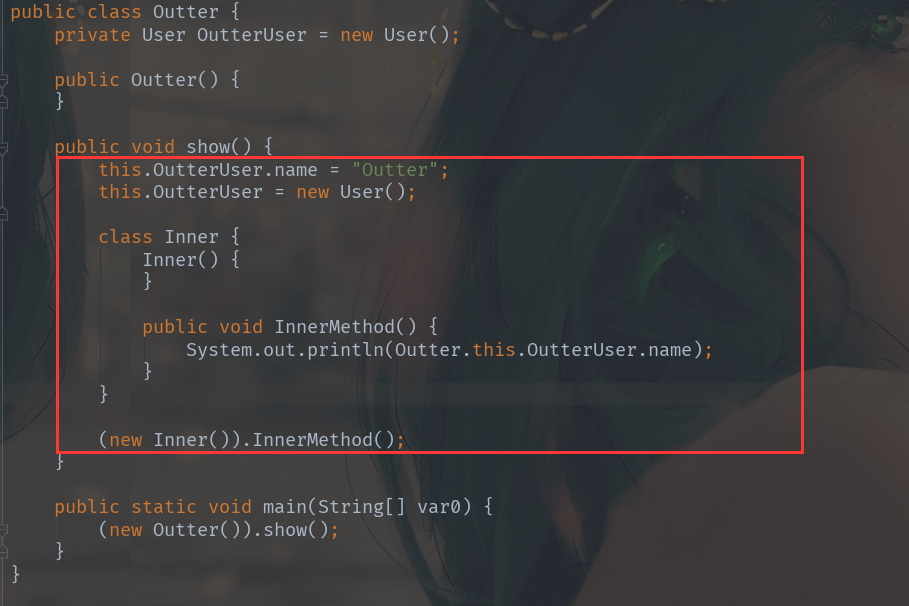 public class Outter {
private User OutterUser = new User();
public Outter() {
}
public void show() {
this.OutterUser.name = "Outter";
this.OutterUser = new User();
class Inner {
Inner() {
}
public void InnerMethod() {
System.out.println(Outter.this.OutterUser.name);
}
}
(new Inner()).InnerMethod();
}
public static void main(String[] var0) {
(new Outter()).show();
}
}